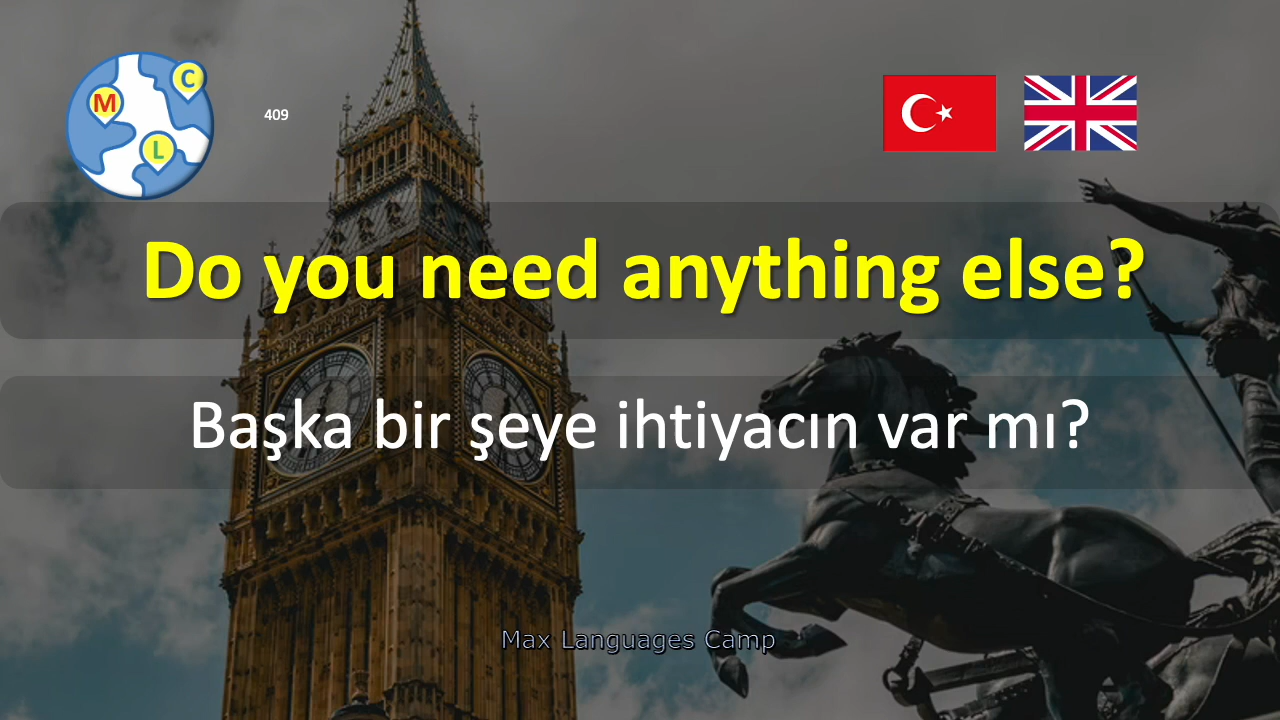 M
C
L
409
Do you need anything else?
Başka bir şeye ihtiyacın var mı?
Max Languages Camp